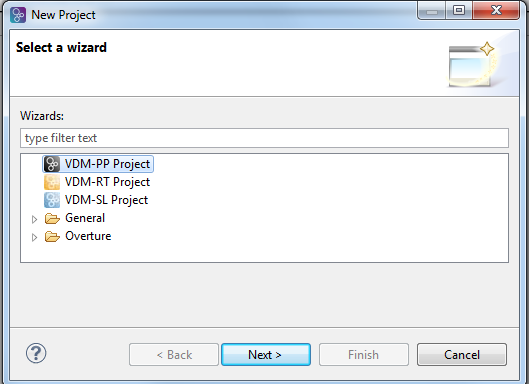 New Project
Select a wizard
Wizards:
type filter text
VDM-PP Project
VDM-RT Project
VDM-SL Project
General
Overture
?
< Back Next > Finish Cancel